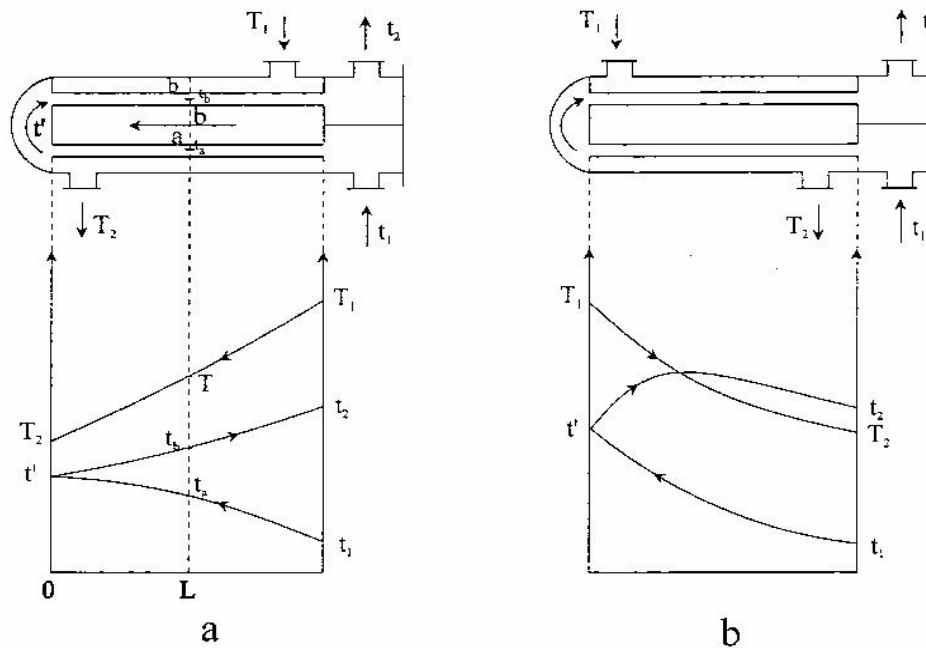 T₁ t₂
b t_b
t' b
a t_a
T₂ t₁
T₁
T
t₂
T₂ t_b
t' t_a
t₁
0 L
a
T₁ t
T₂ t₁
T₁
t₂
t' T₂
t₁
b